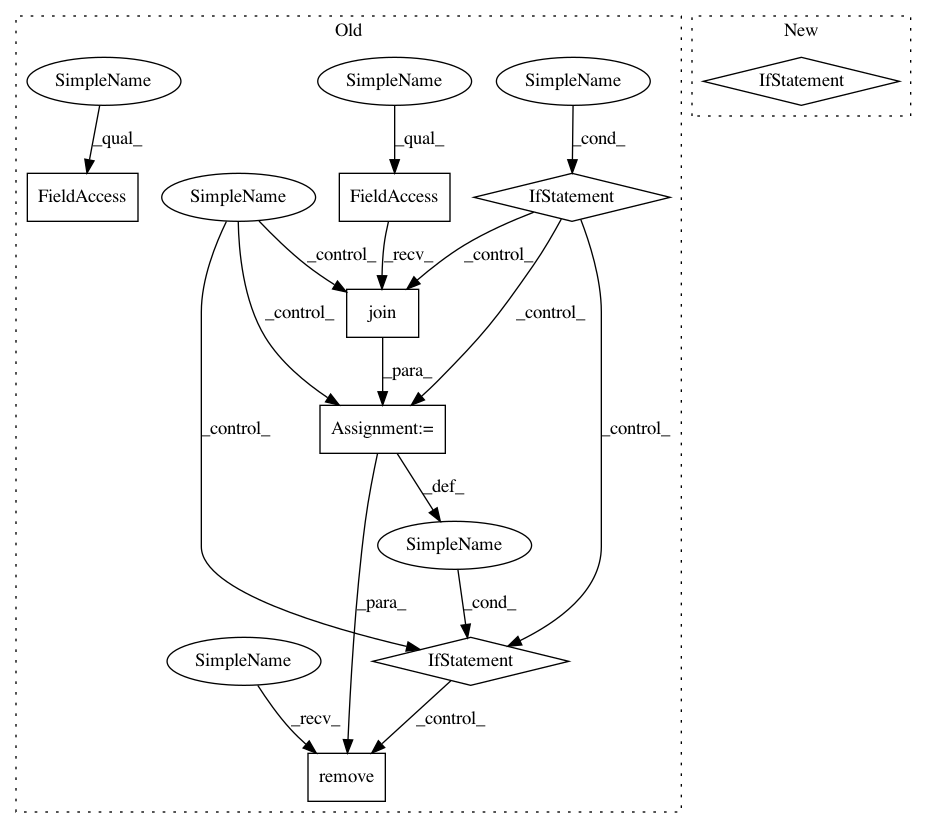 Old
New
SimpleName
SimpleName
SimpleName
IfStatement
_qual_
_qual_
_cond_
FieldAccess
SimpleName
FieldAccess
IfStatement
_control_
_recv_
_control_
join
_control_
_control_
_para_
_control_
Assignment:=
_control_
_def_
SimpleName
_para_
_cond_
SimpleName
IfStatement
_recv_
_control_
remove